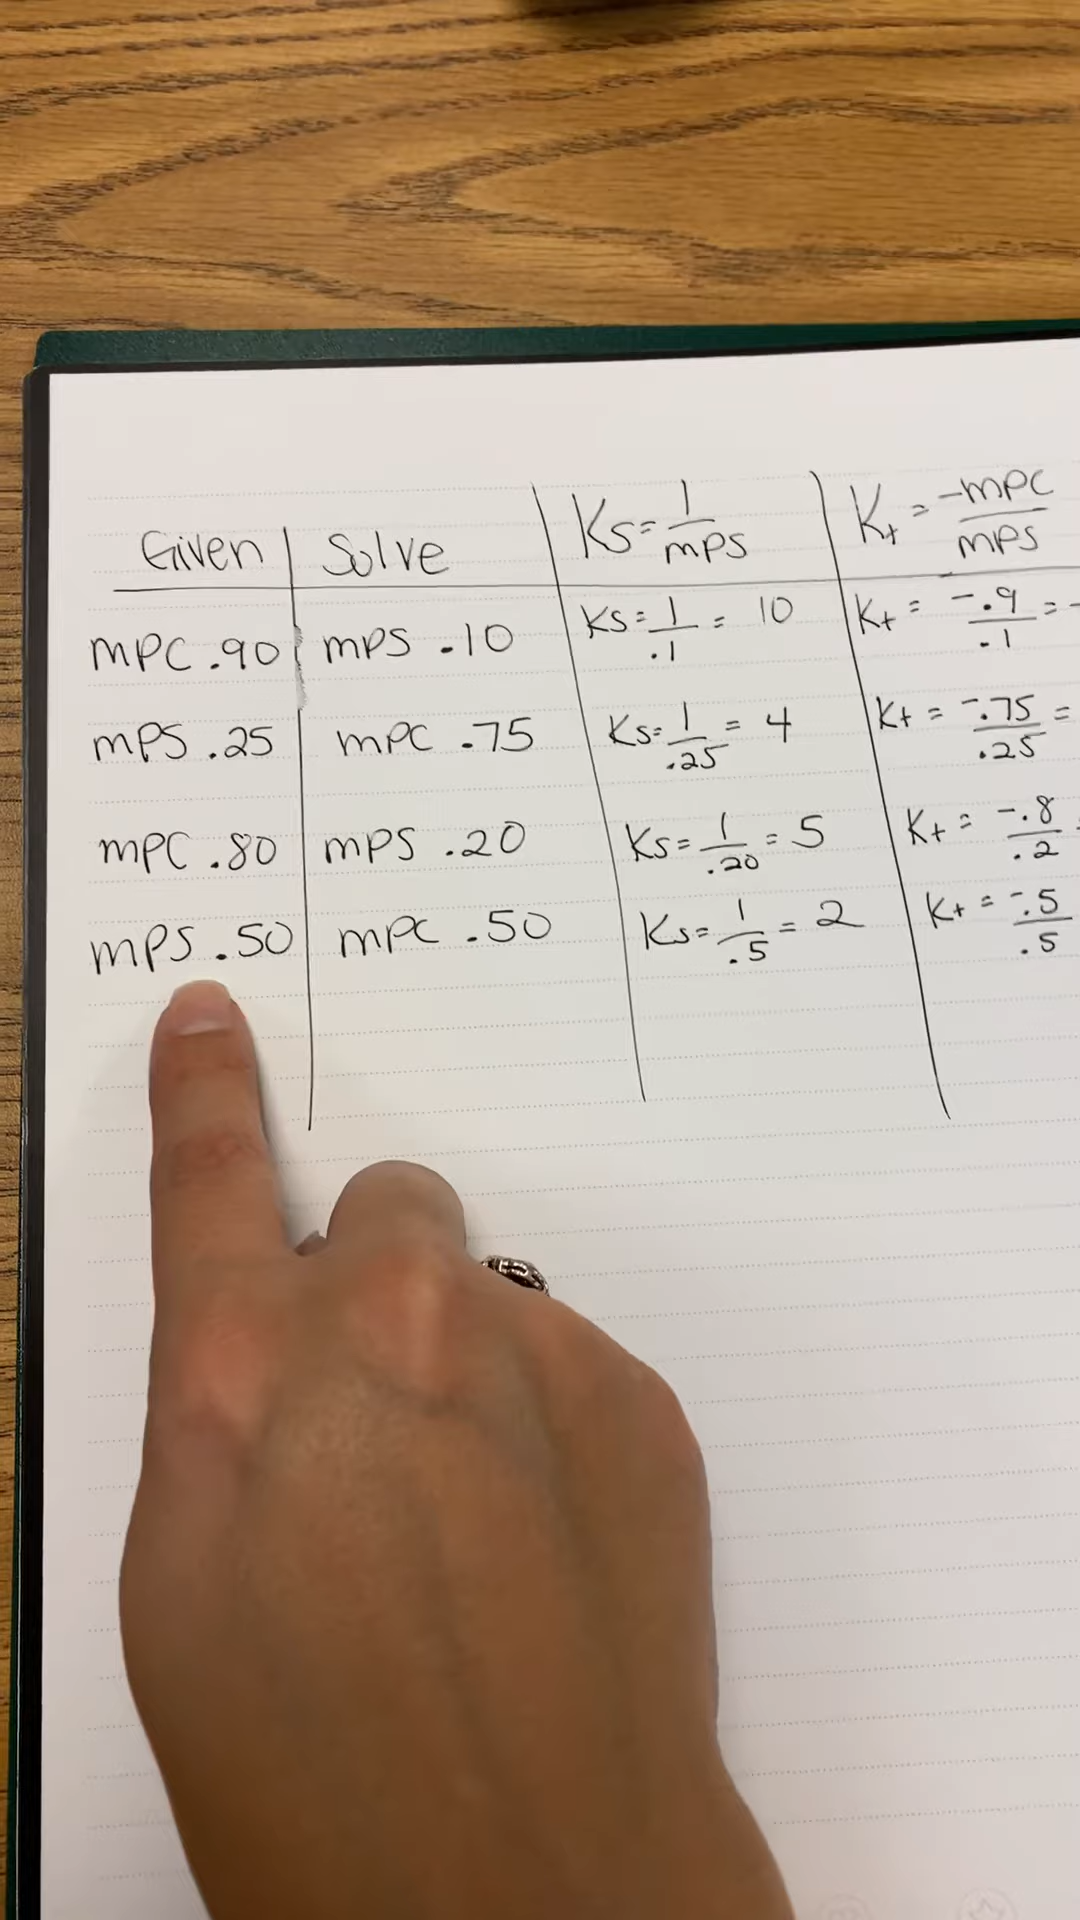 Given Solve Ks = 1/mPS Kt = -mPC/mPS
mPC .90 mPS .10 Ks = 1/.1 = 10 Kt = -.9/.1 = -
mPS .25 mPC .75 Ks = 1/.25 = 4 Kt = -.75/.25 =
mPC .80 mPS .20 Ks = 1/.20 = 5 Kt = -.8/.2 =
mPS .50 mPC .50 Ks = 1/.5 = 2 Kt = -.5/.5